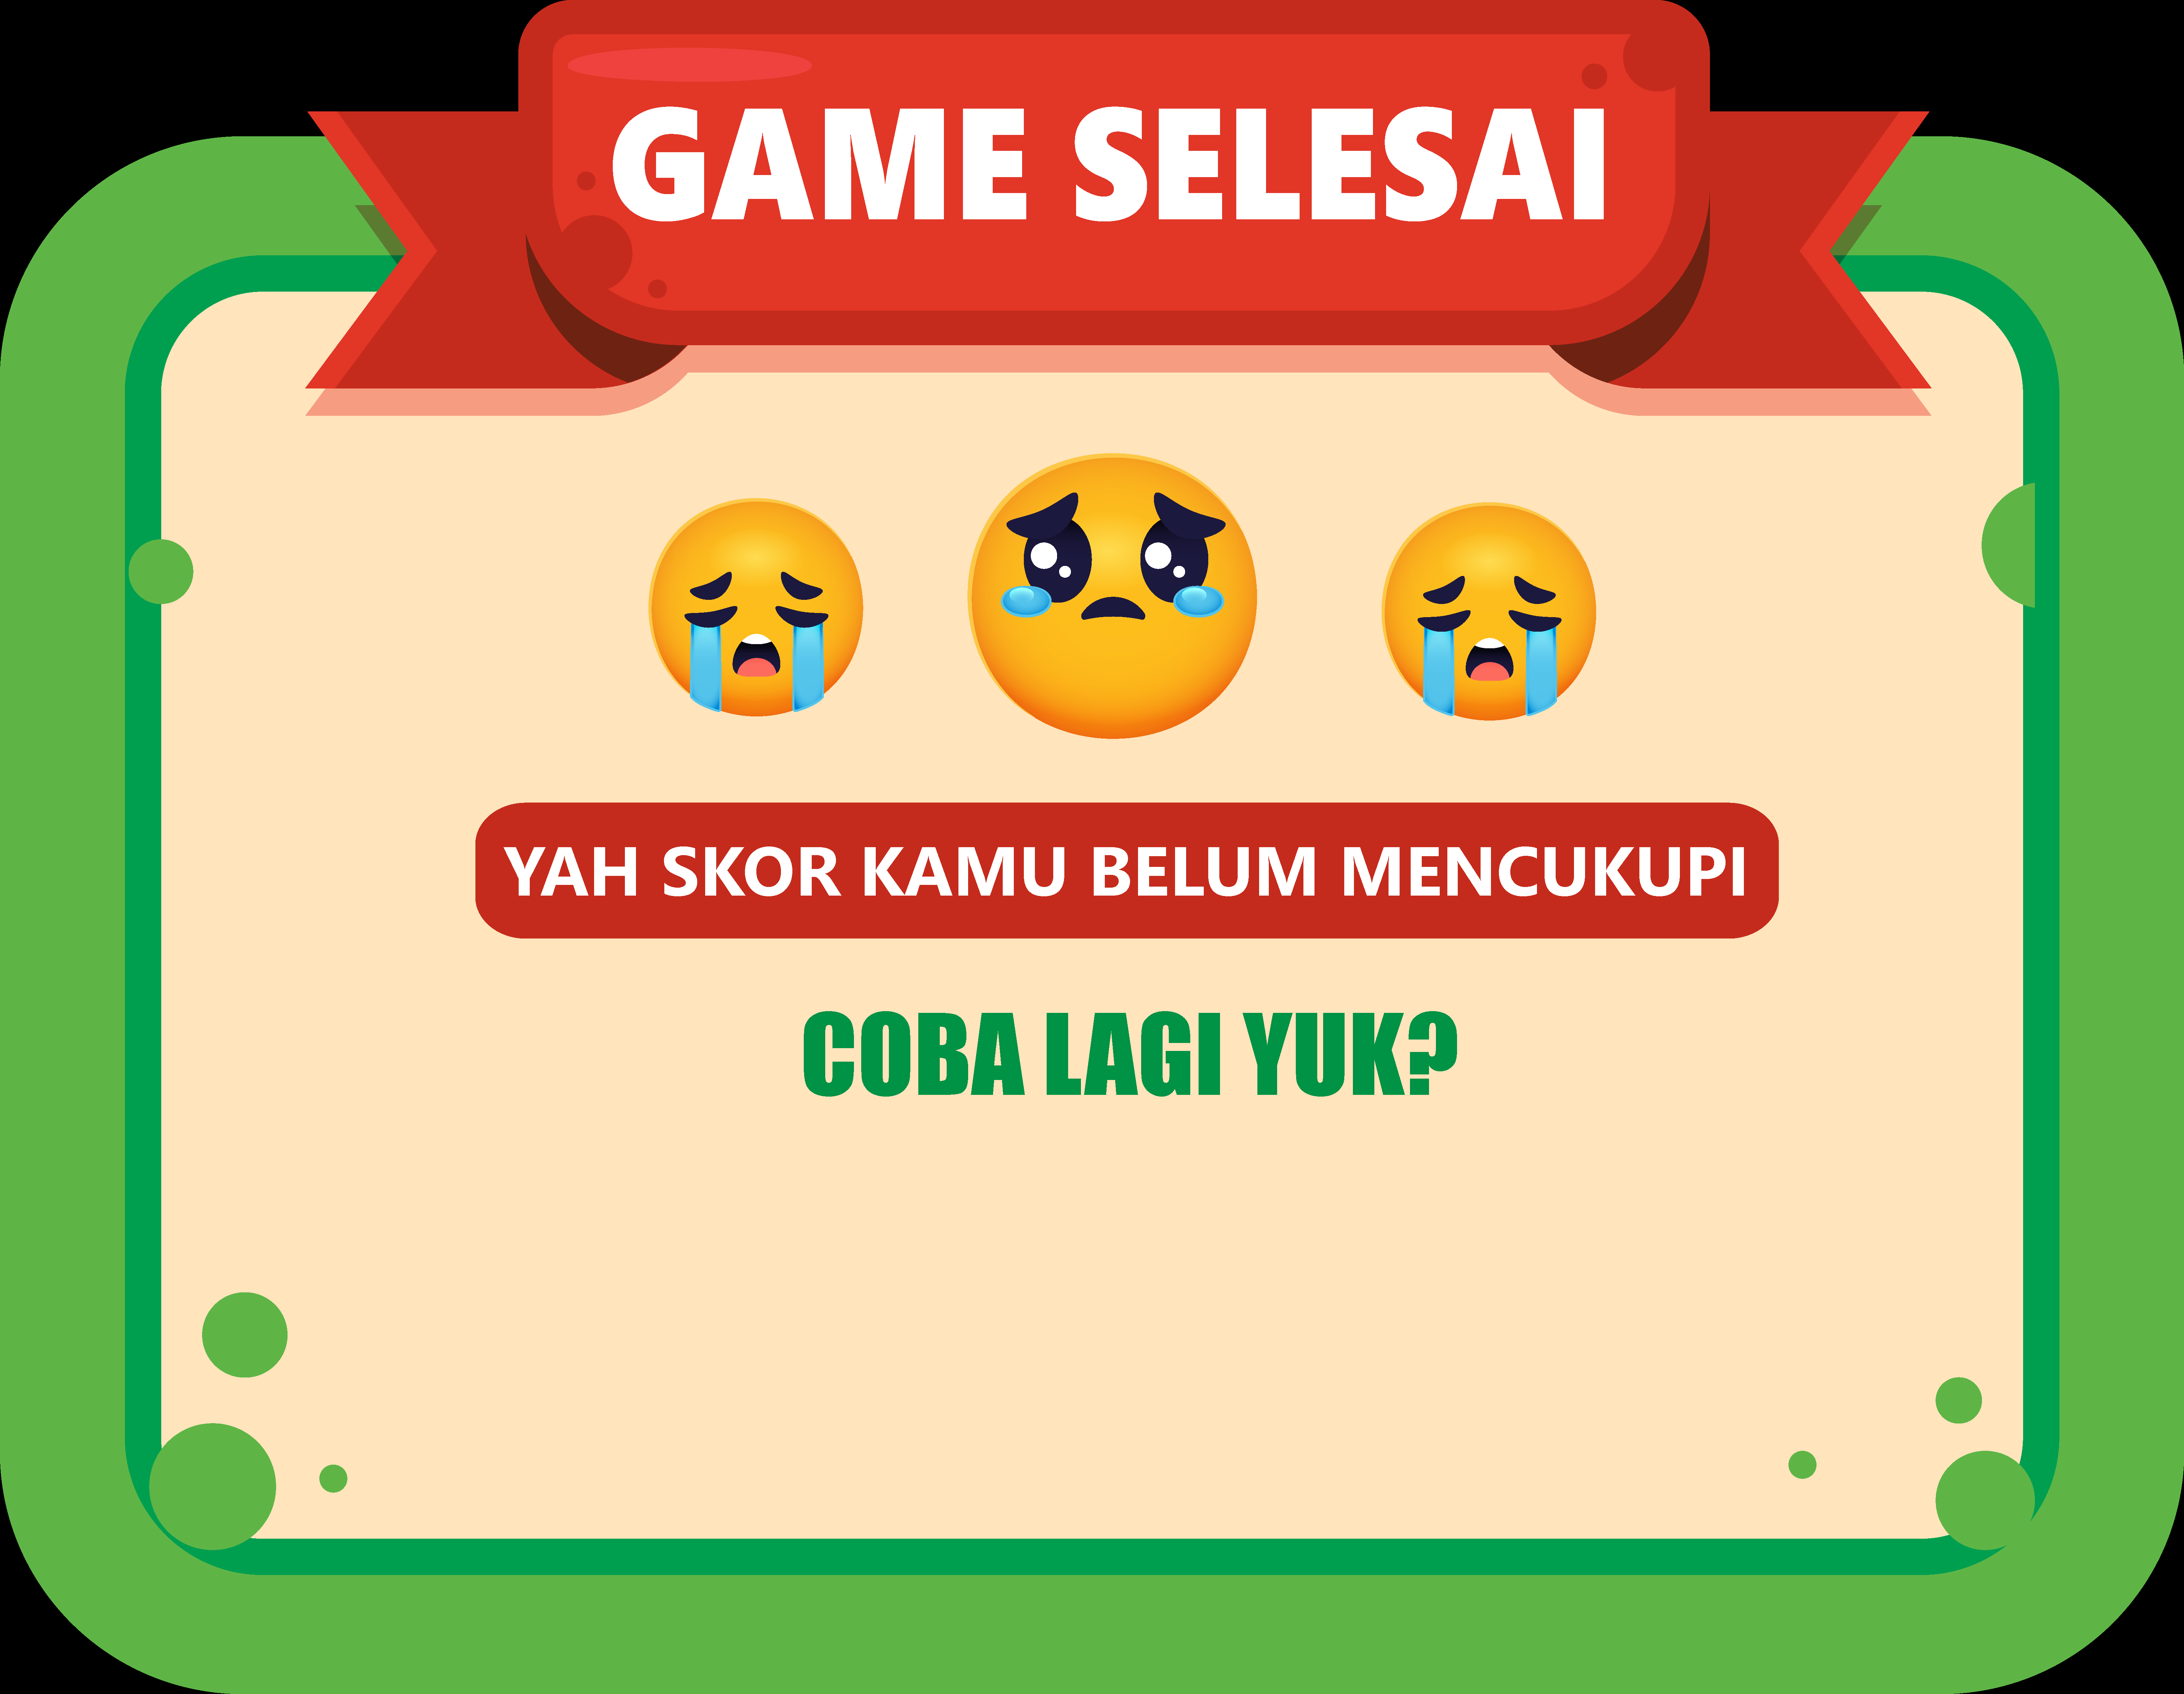 GAME SELESAI
YAH SKOR KAMU BELUM MENCUKUPI
COBA LAGI YUK?